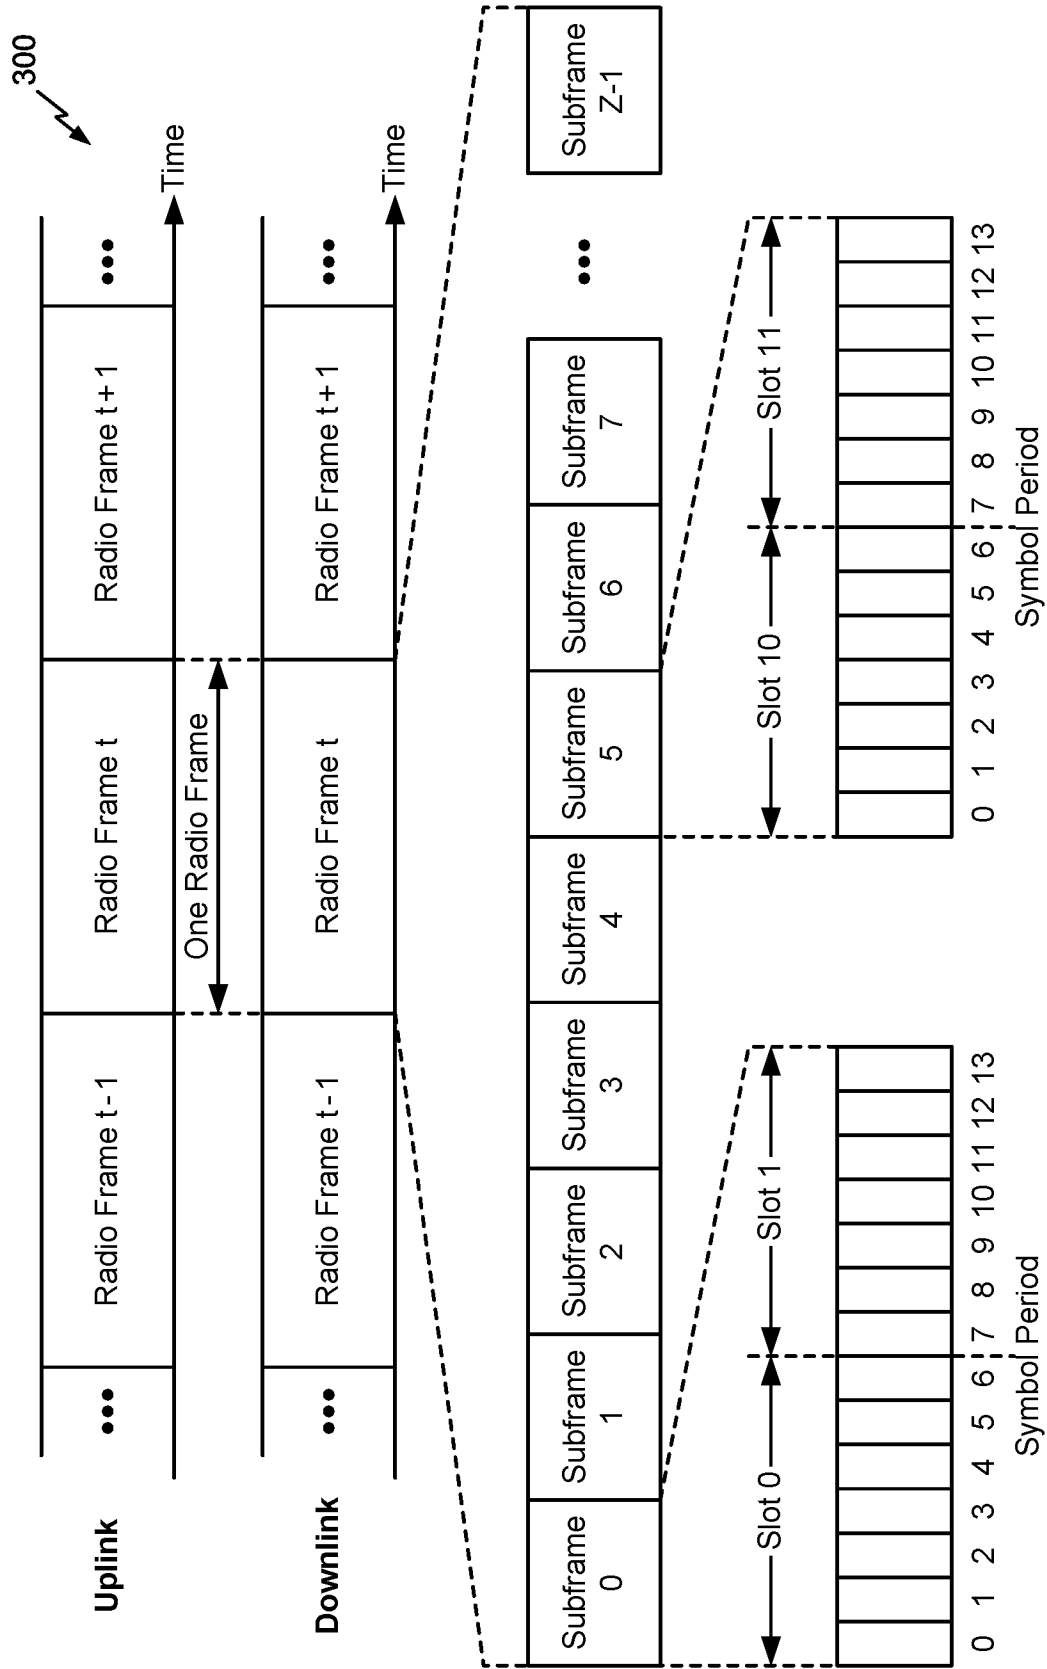 300
Uplink
•••
Radio Frame t-1
Radio Frame t
Radio Frame t+1
•••
Time
One Radio Frame
Downlink
•••
Radio Frame t-1
Radio Frame t
Radio Frame t+1
•••
Time
Subframe
0
Subframe
1
Subframe
2
Subframe
3
Subframe
4
Subframe
5
Subframe
6
Subframe
7
•••
Subframe
Z-1
Slot 0
Slot 1
0 1 2 3 4 5 6 7 8 9 10 11 12 13
Symbol Period
Slot 10
Slot 11
0 1 2 3 4 5 6 7 8 9 10 11 12 13
Symbol Period